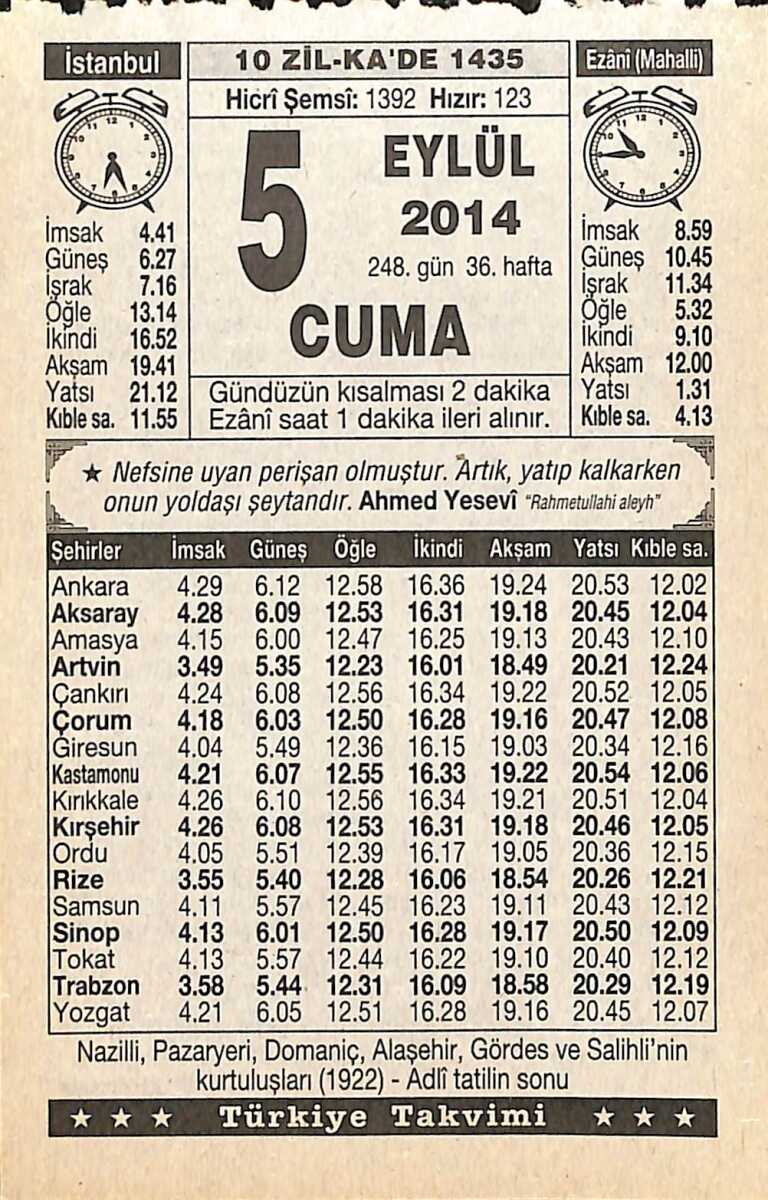 İstanbul
10 ZİL-KA'DE 1435
Ezânî (Mahalli)
Hicrî Şemsî: 1392 Hızır: 123
5
EYLÜL
2014
248. gün 36. hafta
CUMA
İmsak 4.41
Güneş 6.27
İşrak 7.16
Öğle 13.14
İkindi 16.52
Akşam 19.41
Yatsı 21.12
Kıble sa. 11.55
İmsak 8.59
Güneş 10.45
İşrak 11.34
Öğle 5.32
İkindi 9.10
Akşam 12.00
Yatsı 1.31
Kıble sa. 4.13
Gündüzün kısalması 2 dakika
Ezânî saat 1 dakika ileri alınır.
★ Nefsine uyan perişan olmuştur. Artık, yatıp kalkarken
onun yoldaşı şeytandır. Ahmed Yesevî “Rahmetullahi aleyh”
Şehirler İmsak Güneş Öğle İkindi Akşam Yatsı Kıble sa.
Ankara 4.29 6.12 12.58 16.36 19.24 20.53 12.02
Aksaray 4.28 6.09 12.53 16.31 19.18 20.45 12.04
Amasya 4.15 6.00 12.47 16.25 19.13 20.43 12.10
Artvin 3.49 5.35 12.23 16.01 18.49 20.21 12.24
Çankırı 4.24 6.08 12.56 16.34 19.22 20.52 12.05
Çorum 4.18 6.03 12.50 16.28 19.16 20.47 12.08
Giresun 4.04 5.49 12.36 16.15 19.03 20.34 12.16
Kastamonu 4.21 6.07 12.55 16.33 19.22 20.54 12.06
Kırıkkale 4.26 6.10 12.56 16.34 19.21 20.51 12.04
Kırşehir 4.26 6.08 12.53 16.31 19.18 20.46 12.05
Ordu 4.05 5.51 12.39 16.17 19.05 20.36 12.15
Rize 3.55 5.40 12.28 16.06 18.54 20.26 12.21
Samsun 4.11 5.57 12.45 16.23 19.11 20.43 12.12
Sinop 4.13 6.01 12.50 16.28 19.17 20.50 12.09
Tokat 4.13 5.57 12.44 16.22 19.10 20.40 12.12
Trabzon 3.58 5.44 12.31 16.09 18.58 20.29 12.19
Yozgat 4.21 6.05 12.51 16.28 19.16 20.45 12.07
Nazilli, Pazaryeri, Domaniç, Alaşehir, Gördes ve Salihli’nin
kurtuluşları (1922) - Adlî tatilin sonu
★ ★ ★ Türkiye Takvimi ★ ★ ★